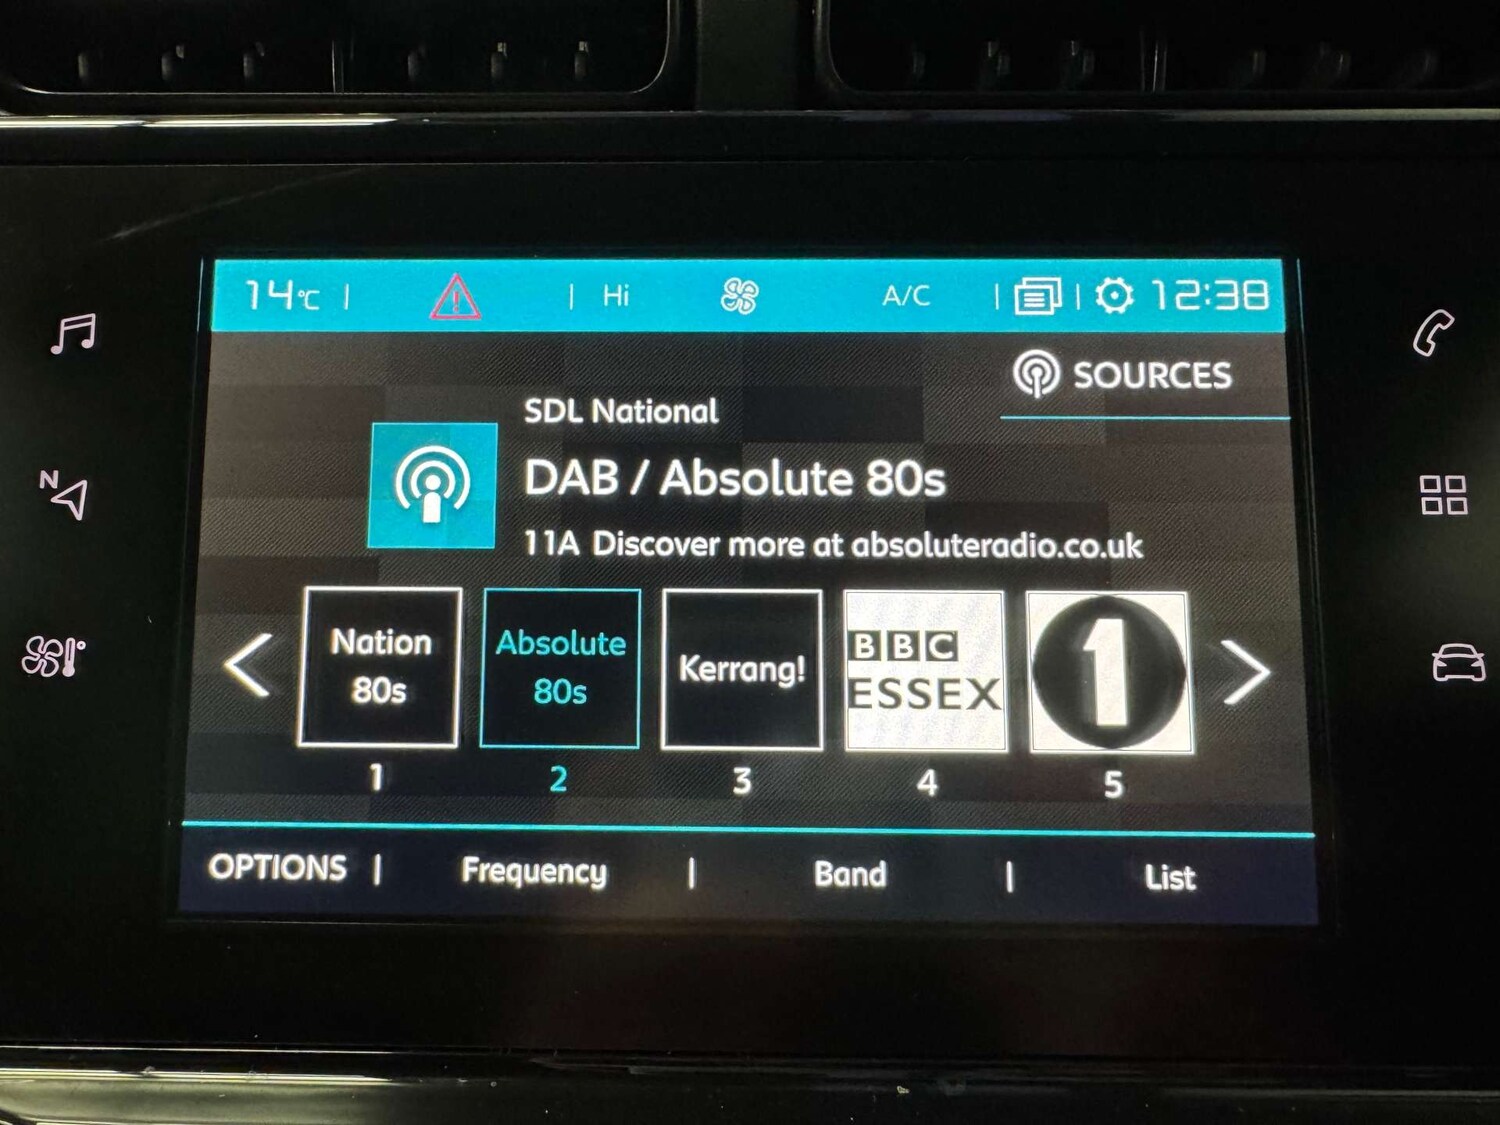 14°C | | Hi A/C | | 12:38
SOURCES
SDL National
DAB / Absolute 80s
11A Discover more at absoluteradio.co.uk
Nation
80s
Absolute
80s
Kerrang!
BBC
ESSEX
1
1 2 3 4 5
OPTIONS | Frequency | Band | List
N